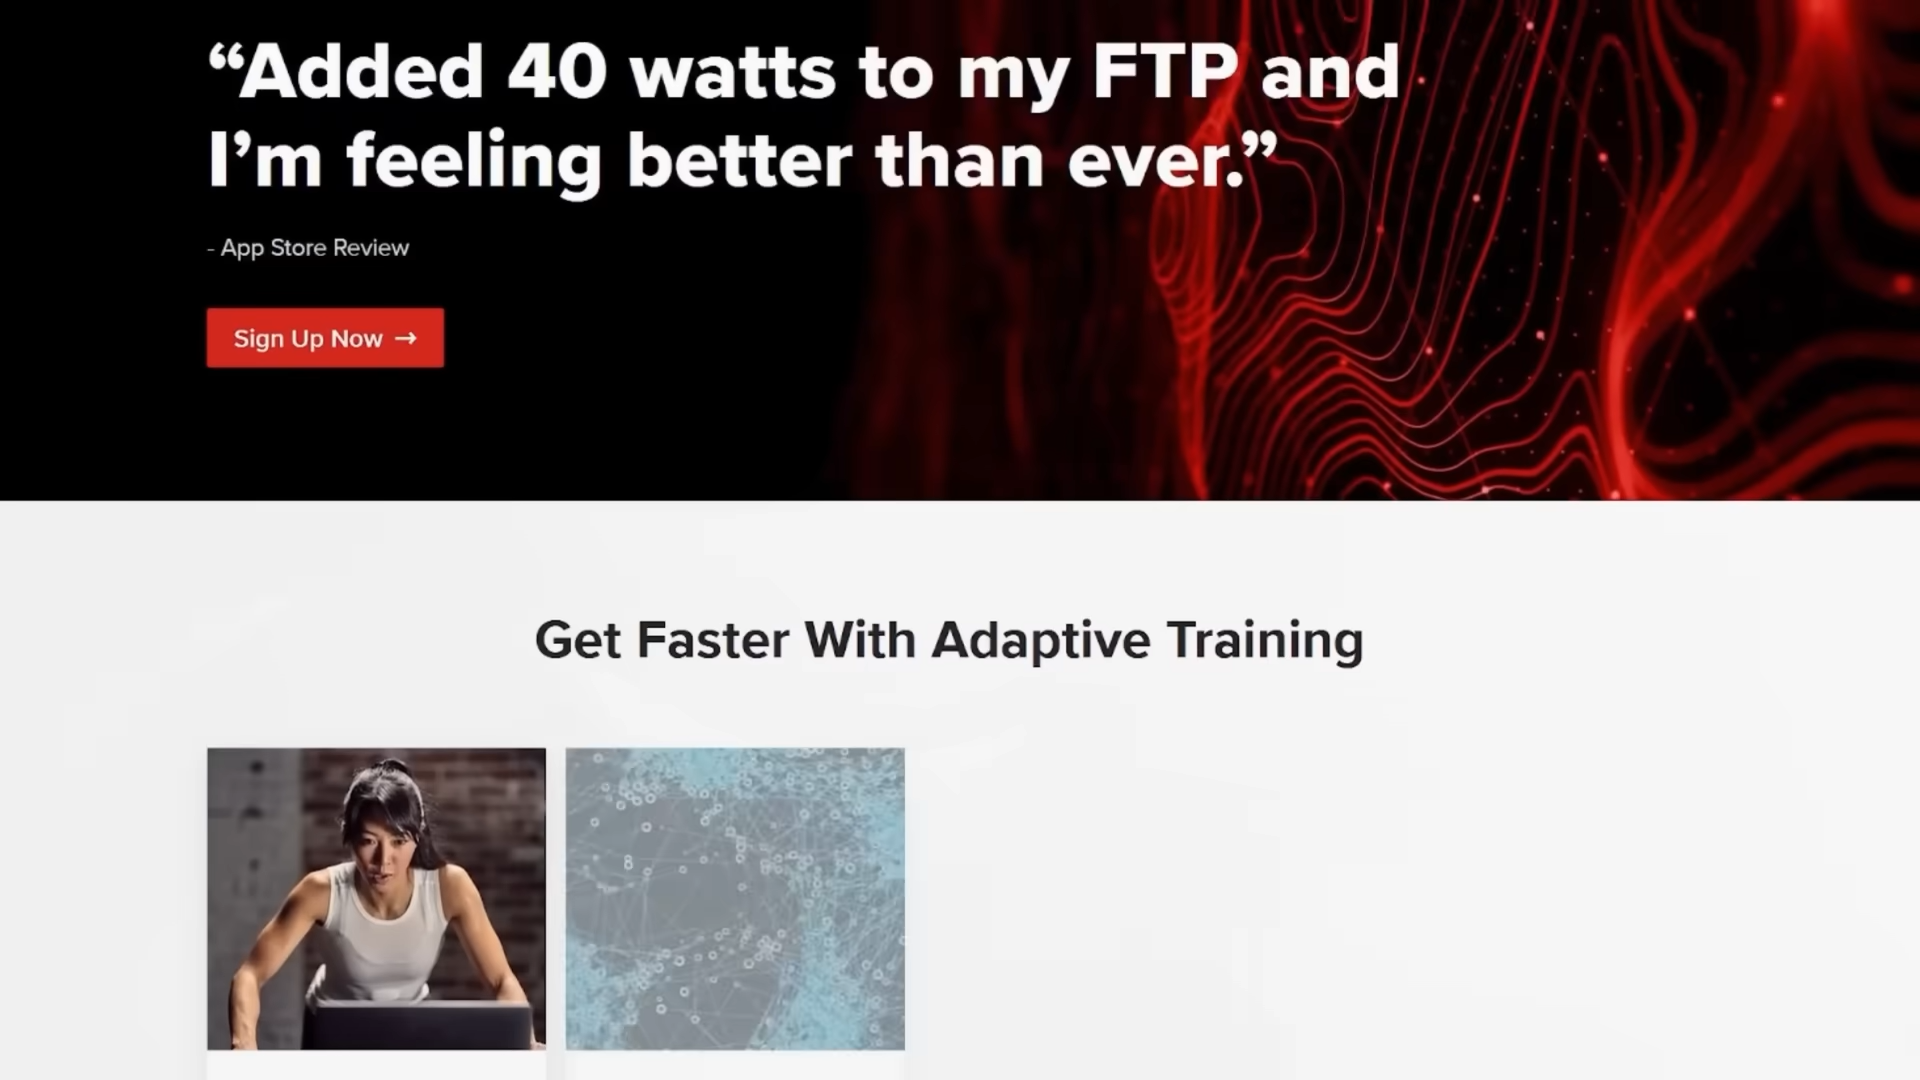 “Added 40 watts to my FTP and
I’m feeling better than ever.”
- App Store Review
Sign Up Now →
Get Faster With Adaptive Training